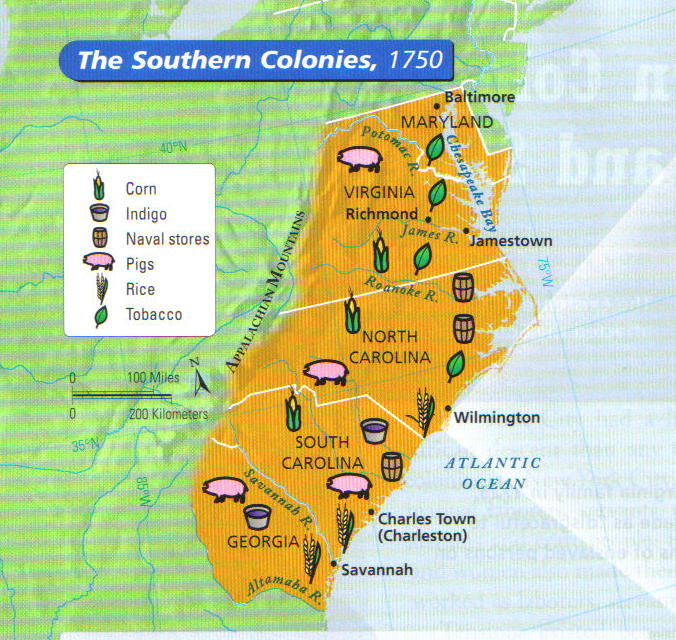 The Southern Colonies, 1750
Baltimore
MARYLAND
Potomac R.
Chesapeake Bay
40°N
VIRGINIA
Richmond
James R.
Jamestown
Corn
Indigo
Naval stores
Pigs
Rice
Tobacco
APPALACHIAN MOUNTAINS
Roanoke R.
75°W
NORTH
CAROLINA
N
0 100 Miles
0 200 Kilometers
Wilmington
35°N
SOUTH
CAROLINA
ATLANTIC
OCEAN
85°W
Savannah R.
Charles Town
(Charleston)
GEORGIA
Savannah
Altamaha R.